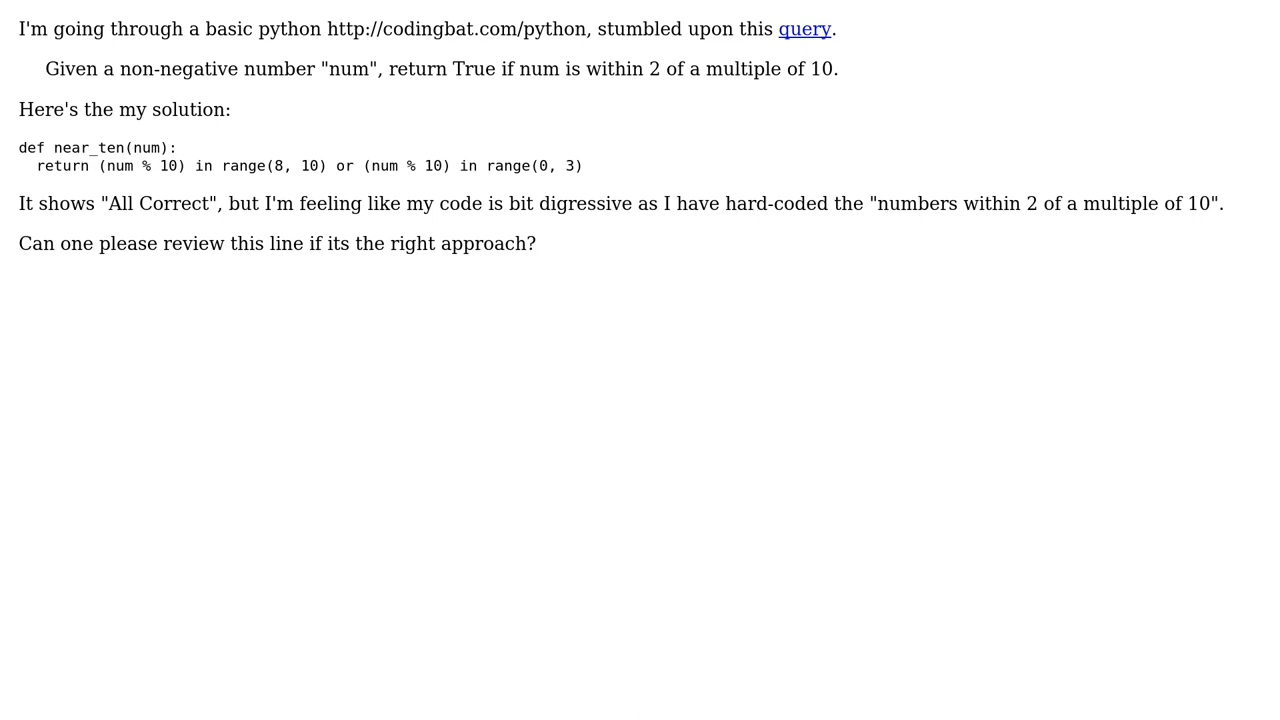 I'm going through a basic python http://codingbat.com/python, stumbled upon this query.
Given a non-negative number "num", return True if num is within 2 of a multiple of 10.
Here's the my solution:
def near_ten(num):
  return (num % 10) in range(8, 10) or (num % 10) in range(0, 3)
It shows "All Correct", but I'm feeling like my code is bit digressive as I have hard-coded the "numbers within 2 of a multiple of 10".
Can one please review this line if its the right approach?